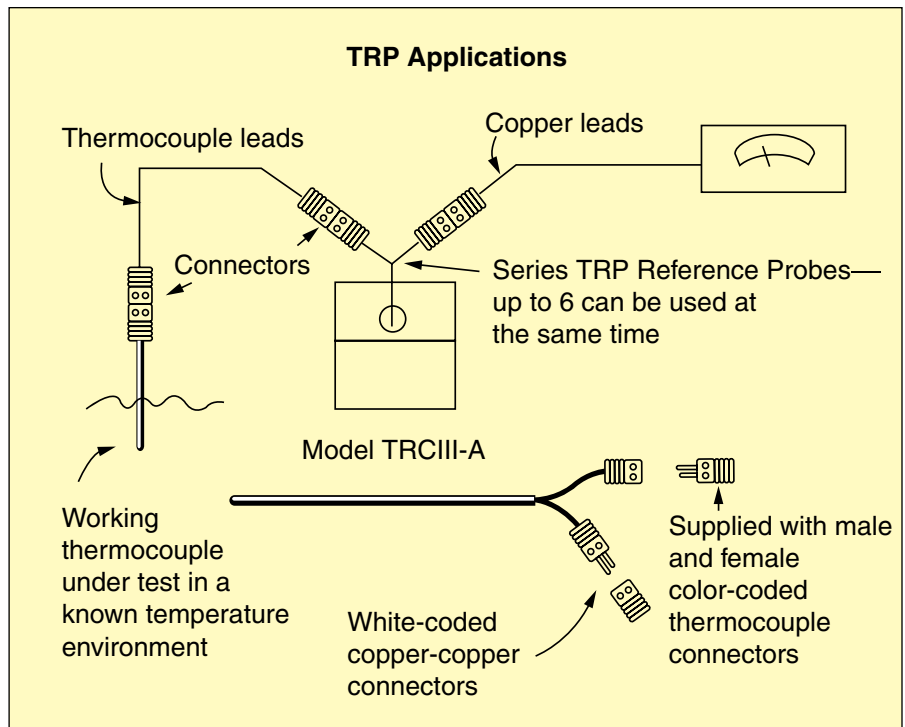 TRP Applications
Thermocouple leads
Copper leads
Connectors
Series TRP Reference Probes—
up to 6 can be used at
the same time
Model TRCIII-A
Working
thermocouple
under test in a
known temperature
environment
White-coded
copper-copper
connectors
Supplied with male
and female
color-coded
thermocouple
connectors